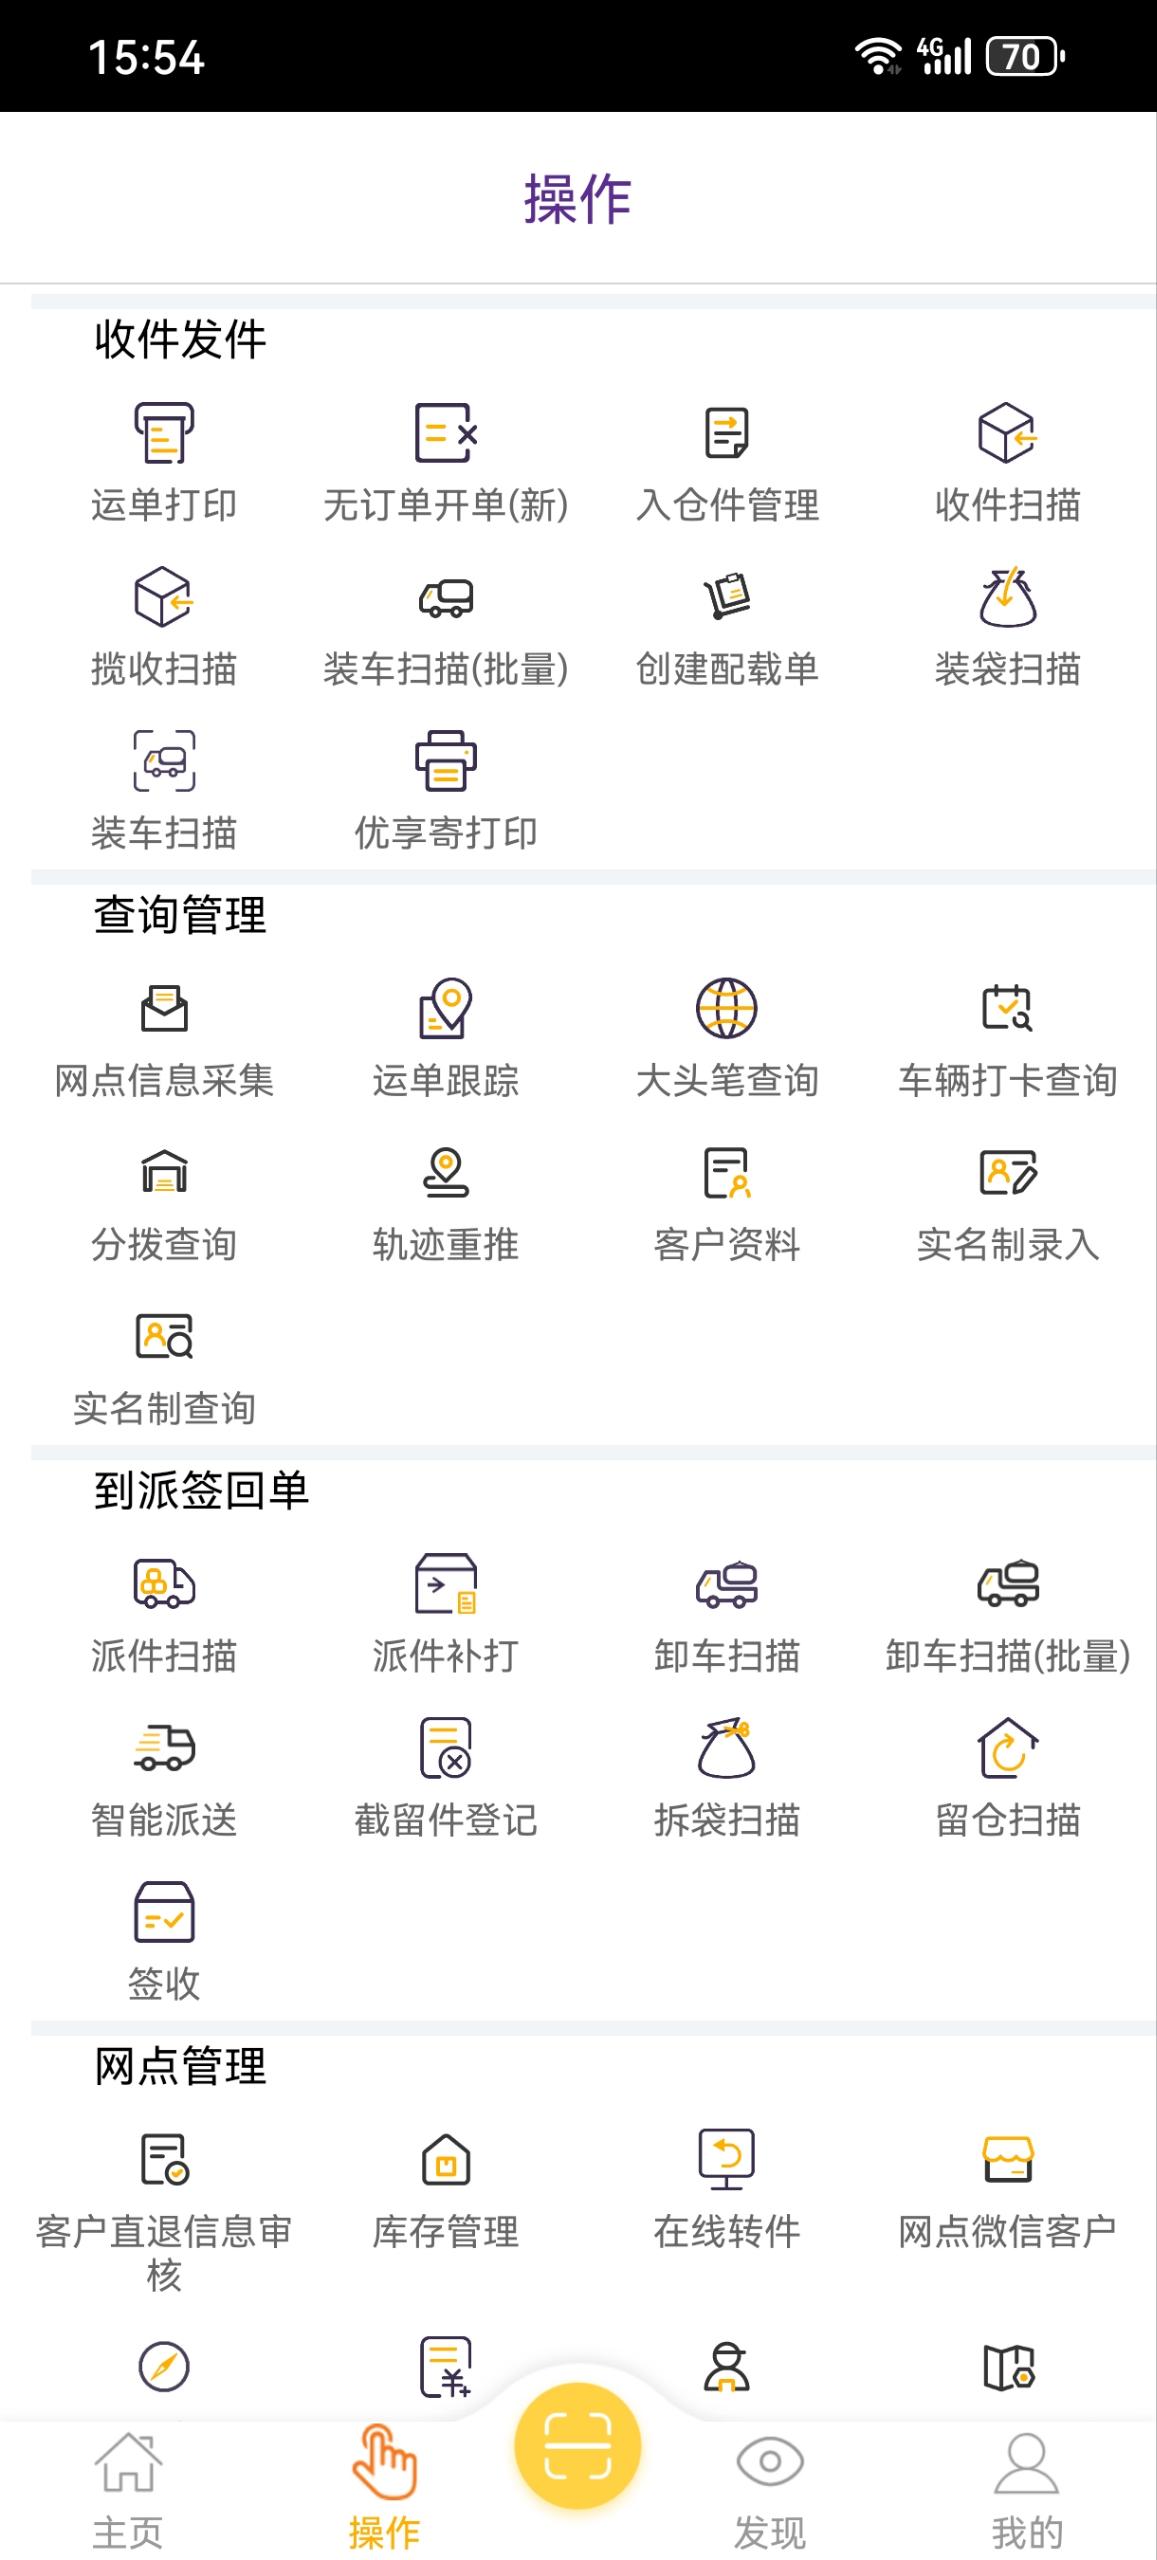 15:54
4G 70
操作
收件发件
运单打印 无订单开单(新) 入仓件管理 收件扫描
揽收扫描 装车扫描(批量) 创建配载单 装袋扫描
装车扫描 优享寄打印
查询管理
网点信息采集 运单跟踪 大头笔查询 车辆打卡查询
分拨查询 轨迹重推 客户资料 实名制录入
实名制查询
到派签回单
派件扫描 派件补打 卸车扫描 卸车扫描(批量)
智能派送 截留件登记 拆袋扫描 留仓扫描
签收
网点管理
客户直退信息审 库存管理 在线转件 网点微信客户
核
主页 操作 发现 我的